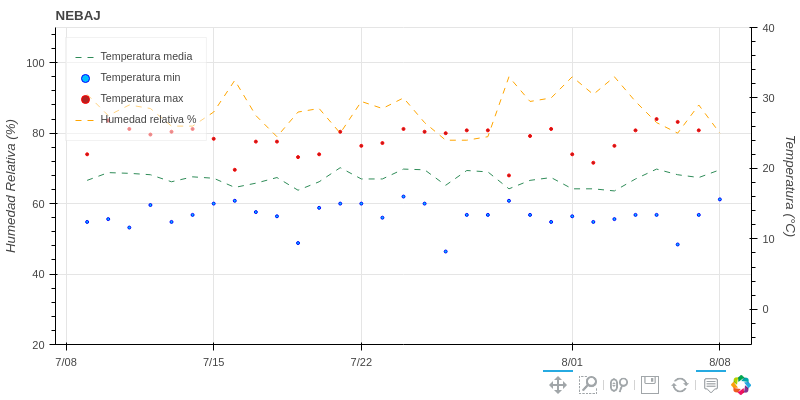 NEBAJ
Temperatura media
Temperatura min
Temperatura max
Humedad relativa %
Humedad Relativa (%)
100
80
60
40
20
Temperatura (°C)
40
30
20
10
0
7/08
7/15
7/22
8/01
8/08